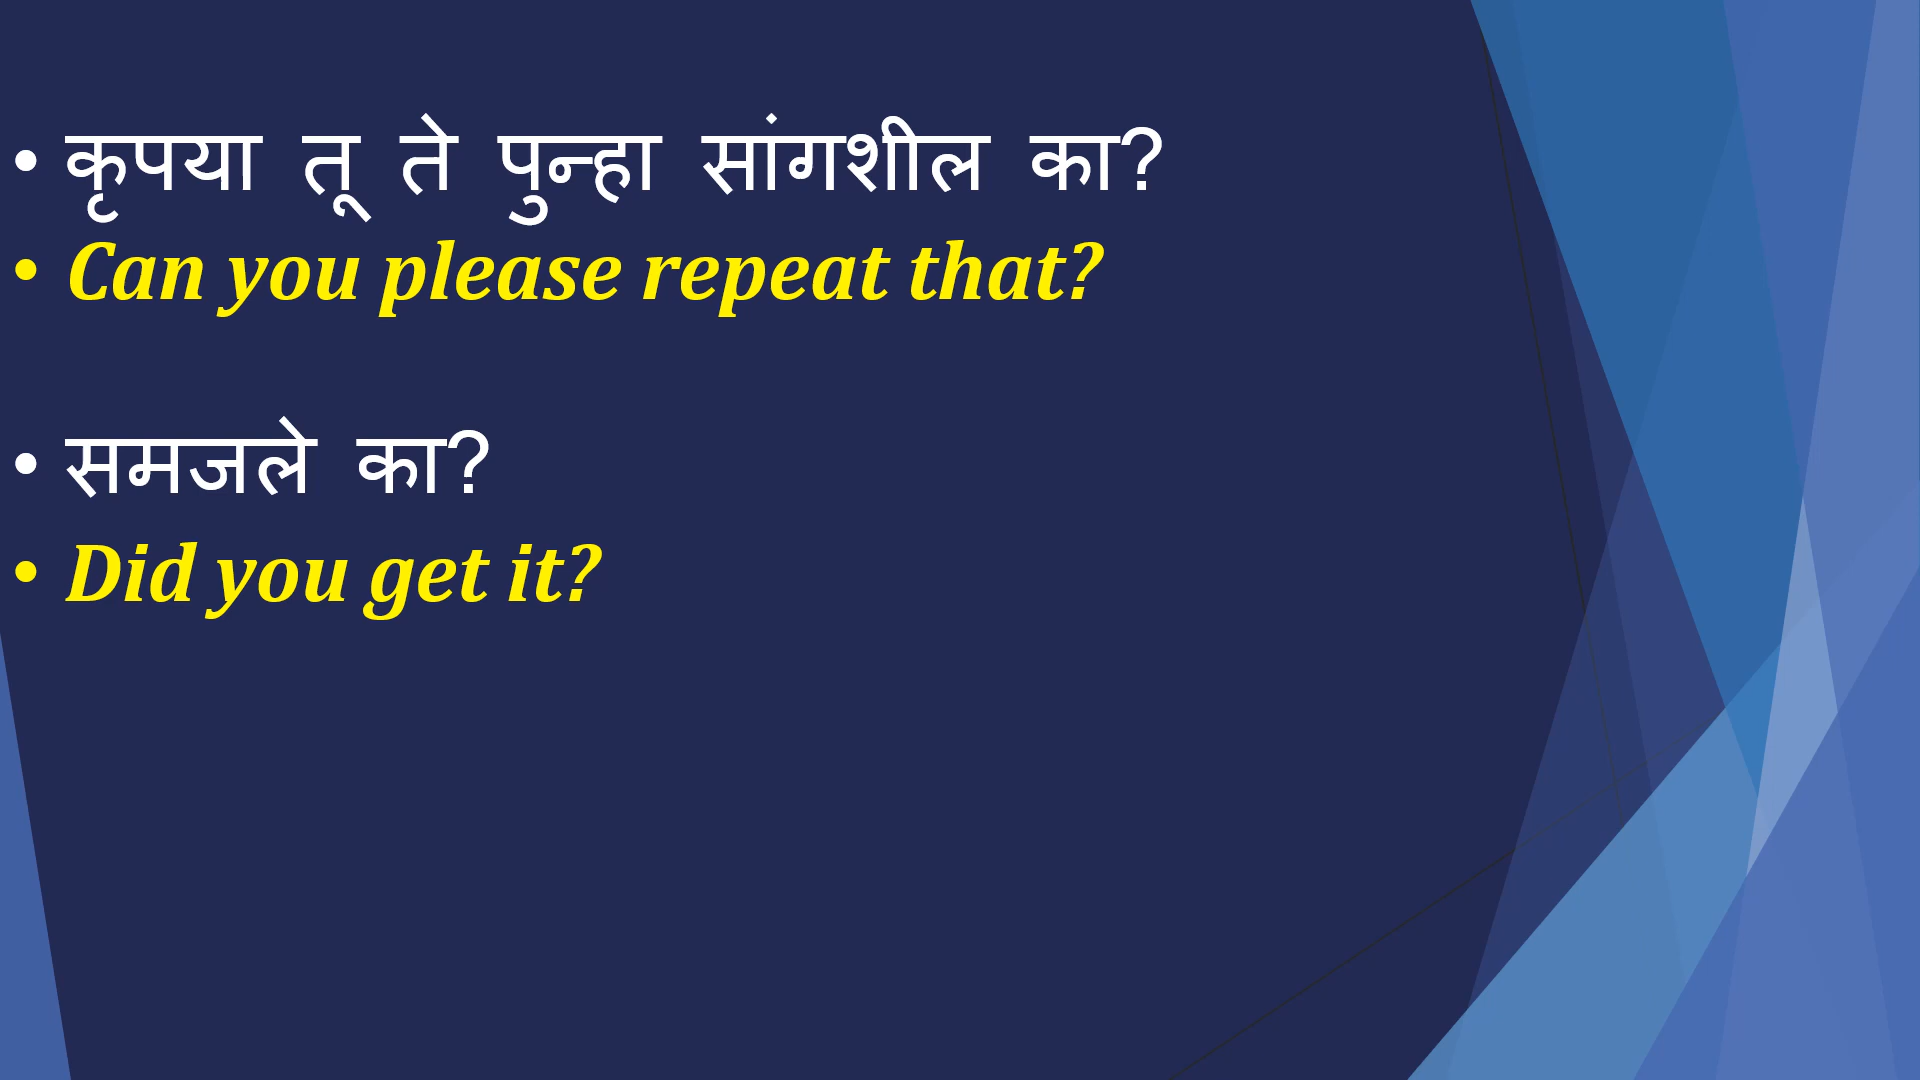 • कृपया तू ते पुन्हा सांगशील का?
• Can you please repeat that?
• समजले का?
• Did you get it?